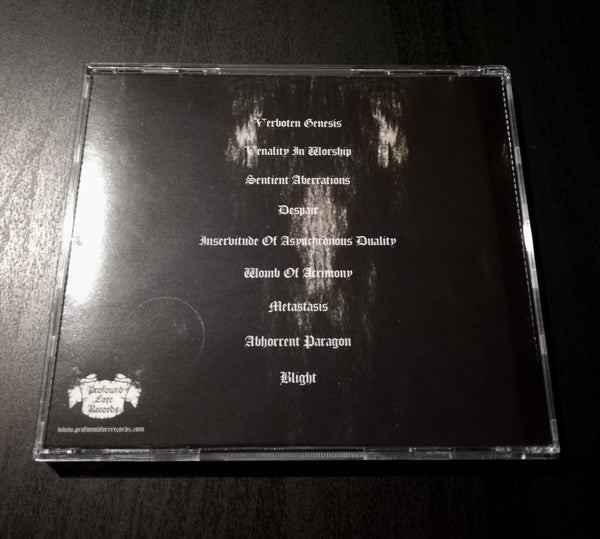 Verboten Genesis
Venality In Worship
Sentient Aberrations
Despair
Inservitude Of Asynchronous Duality
Womb Of Acrimony
Metastasis
Abhorrent Paragon
Blight
Profound
Lore
Records
www.profoundlorerecords.com